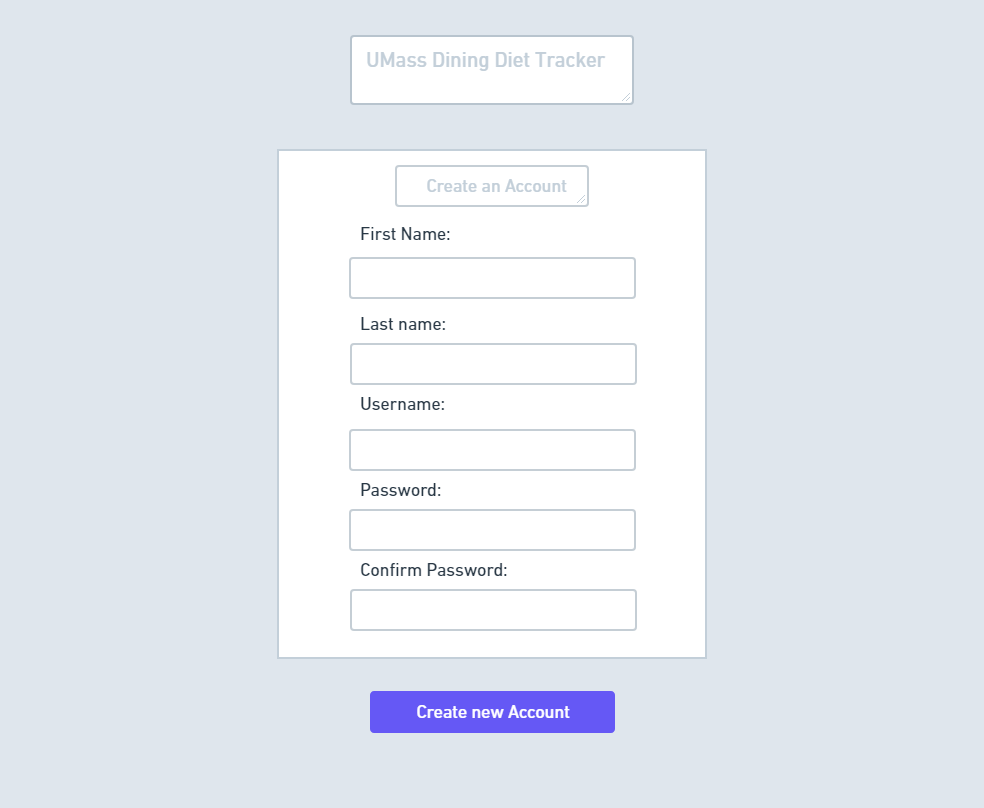 UMass Dining Diet Tracker
Create an Account
First Name:
Last name:
Username:
Password:
Confirm Password:
Create new Account